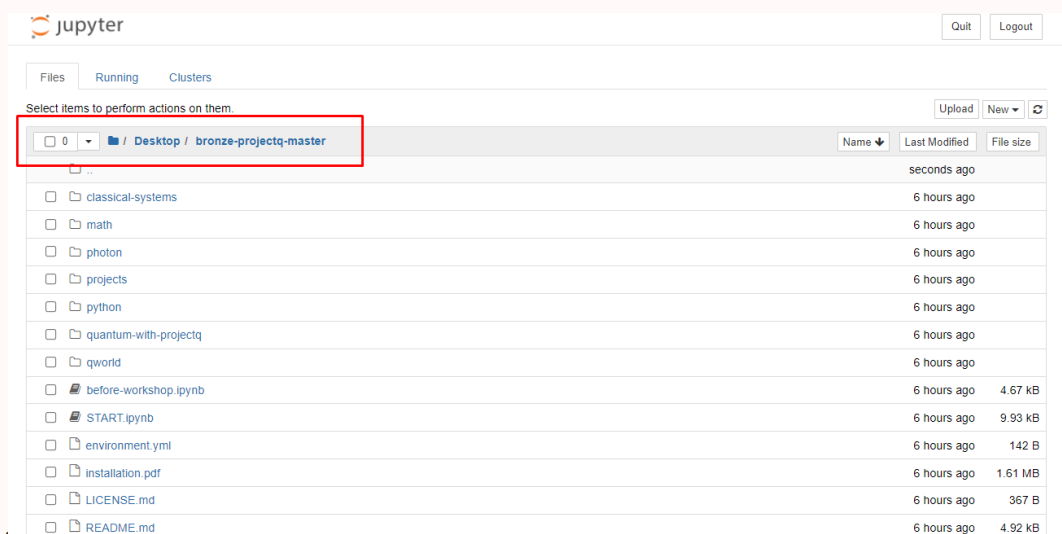 jupyter Quit Logout
Files Running Clusters
Select items to perform actions on them. Upload New
0 / Desktop / bronze-projectq-master Name Last Modified File size
.. seconds ago
classical-systems 6 hours ago
math 6 hours ago
photon 6 hours ago
projects 6 hours ago
python 6 hours ago
quantum-with-projectq 6 hours ago
qworld 6 hours ago
before-workshop.ipynb 6 hours ago 4.67 kB
START.ipynb 6 hours ago 9.93 kB
environment.yml 6 hours ago 142 B
installation.pdf 6 hours ago 1.61 MB
LICENSE.md 6 hours ago 367 B
README.md 6 hours ago 4.92 kB